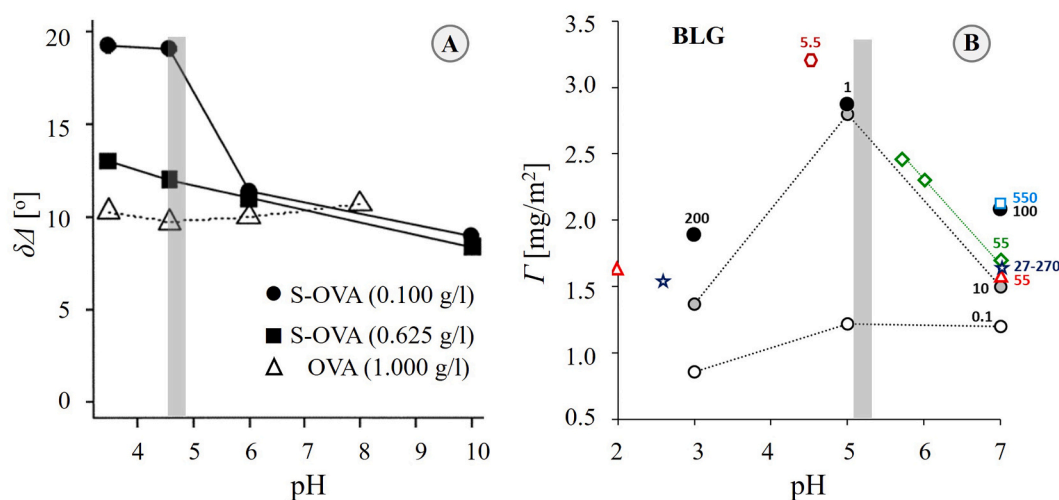 A
20
15
10
5
0
δΔ [°]
S-OVA (0.100 g/l)
S-OVA (0.625 g/l)
OVA (1.000 g/l)
4 5 6 7 8 9 10
pH
B
BLG
3.5
3.0
2.5
2.0
1.5
1.0
0.5
Γ [mg/m²]
5.5
1
200
550
100
55
27-270
55
10
0.1
2 3 4 5 6 7
pH